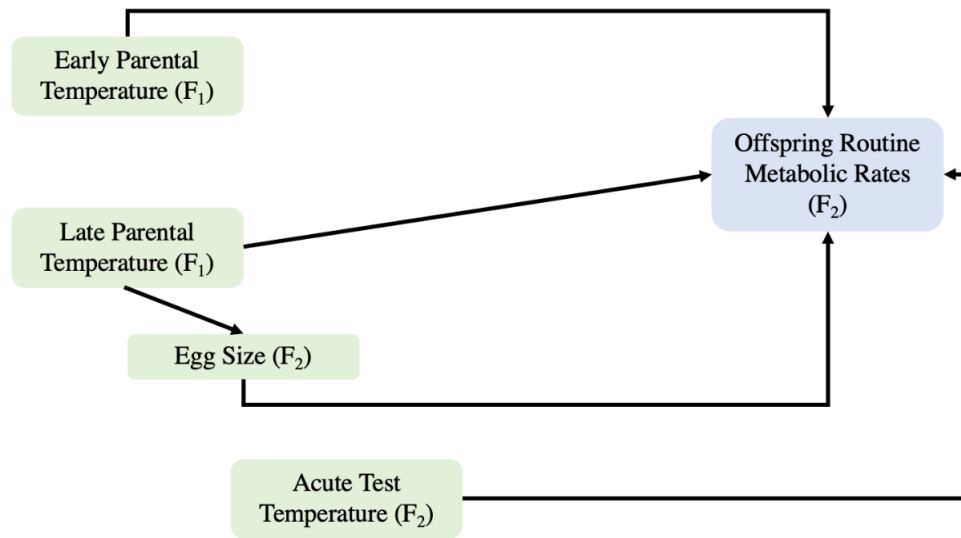 Early Parental
Temperature (F₁)
Offspring Routine
Metabolic Rates
(F₂)
Late Parental
Temperature (F₁)
Egg Size (F₂)
Acute Test
Temperature (F₂)